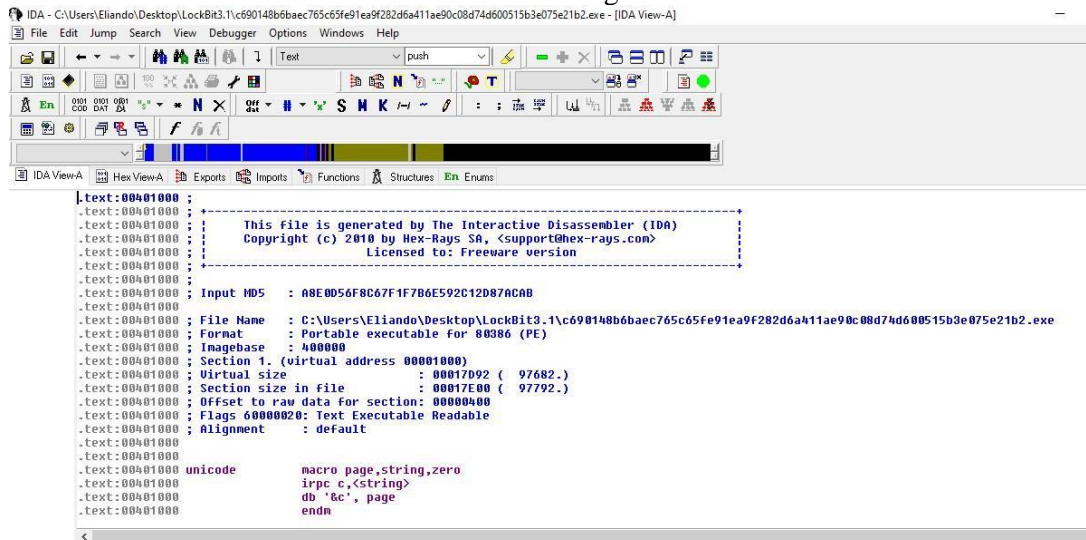 IDA - C:\Users\Eliando\Desktop\LockBit3.1\c690148b6baec765c65fe91ea9f282d6a411ae90c08d74d600515b3e075e21b2.exe - [IDA View-A]
File Edit Jump Search View Debugger Options Windows Help
Text push
En S M K
IDA View-A Hex View-A Exports Imports Functions Structures En Enums
.text:00401000 ;
.text:00401000 ; +-------------------------------------------------------------------------+
.text:00401000 ; | This file is generated by The Interactive Disassembler (IDA) |
.text:00401000 ; | Copyright (c) 2010 by Hex-Rays SA, <support@hex-rays.com> |
.text:00401000 ; | Licensed to: Freeware version |
.text:00401000 ; +-------------------------------------------------------------------------+
.text:00401000 ;
.text:00401000 ; Input MD5 : A8E0D56F8C67F1F7B6E592C12D87ACAB
.text:00401000
.text:00401000 ; File Name : C:\Users\Eliando\Desktop\LockBit3.1\c690148b6baec765c65fe91ea9f282d6a411ae90c08d74d600515b3e075e21b2.exe
.text:00401000 ; Format : Portable executable for 80386 (PE)
.text:00401000 ; Imagebase : 400000
.text:00401000 ; Section 1. (virtual address 00001000)
.text:00401000 ; Virtual size : 00017D92 ( 97682.)
.text:00401000 ; Section size in file : 00017E00 ( 97792.)
.text:00401000 ; Offset to raw data for section: 00000400
.text:00401000 ; Flags 60000020: Text Executable Readable
.text:00401000 ; Alignment : default
.text:00401000
.text:00401000
.text:00401000 unicode macro page,string,zero
.text:00401000 irpc c,<string>
.text:00401000 db '&c', page
.text:00401000 endm